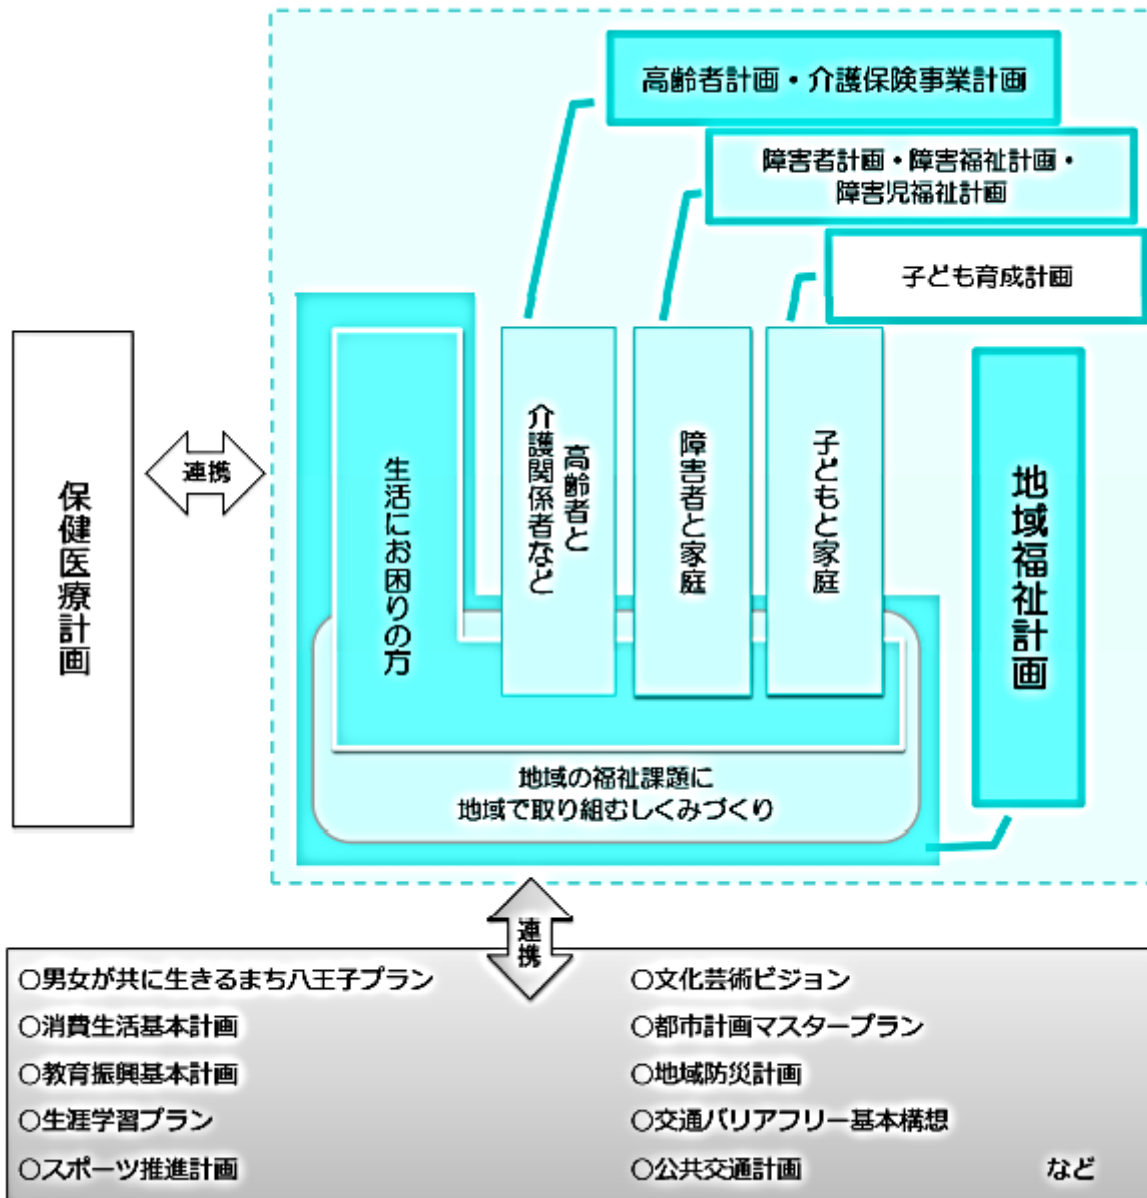 高齢者計画・介護保険事業計画
障害者計画・障害福祉計画・
障害児福祉計画
子ども育成計画
保健医療計画
連携
生活にお困りの方
高齢者と
介護関係者など
障害者と家庭
子どもと家庭
地域福祉計画
地域の福祉課題に
地域で取り組むしくみづくり
連携
○男女が共に生きるまち八王子プラン
○消費生活基本計画
○教育振興基本計画
○生涯学習プラン
○スポーツ推進計画
○文化芸術ビジョン
○都市計画マスタープラン
○地域防災計画
○交通バリアフリー基本構想
○公共交通計画 など